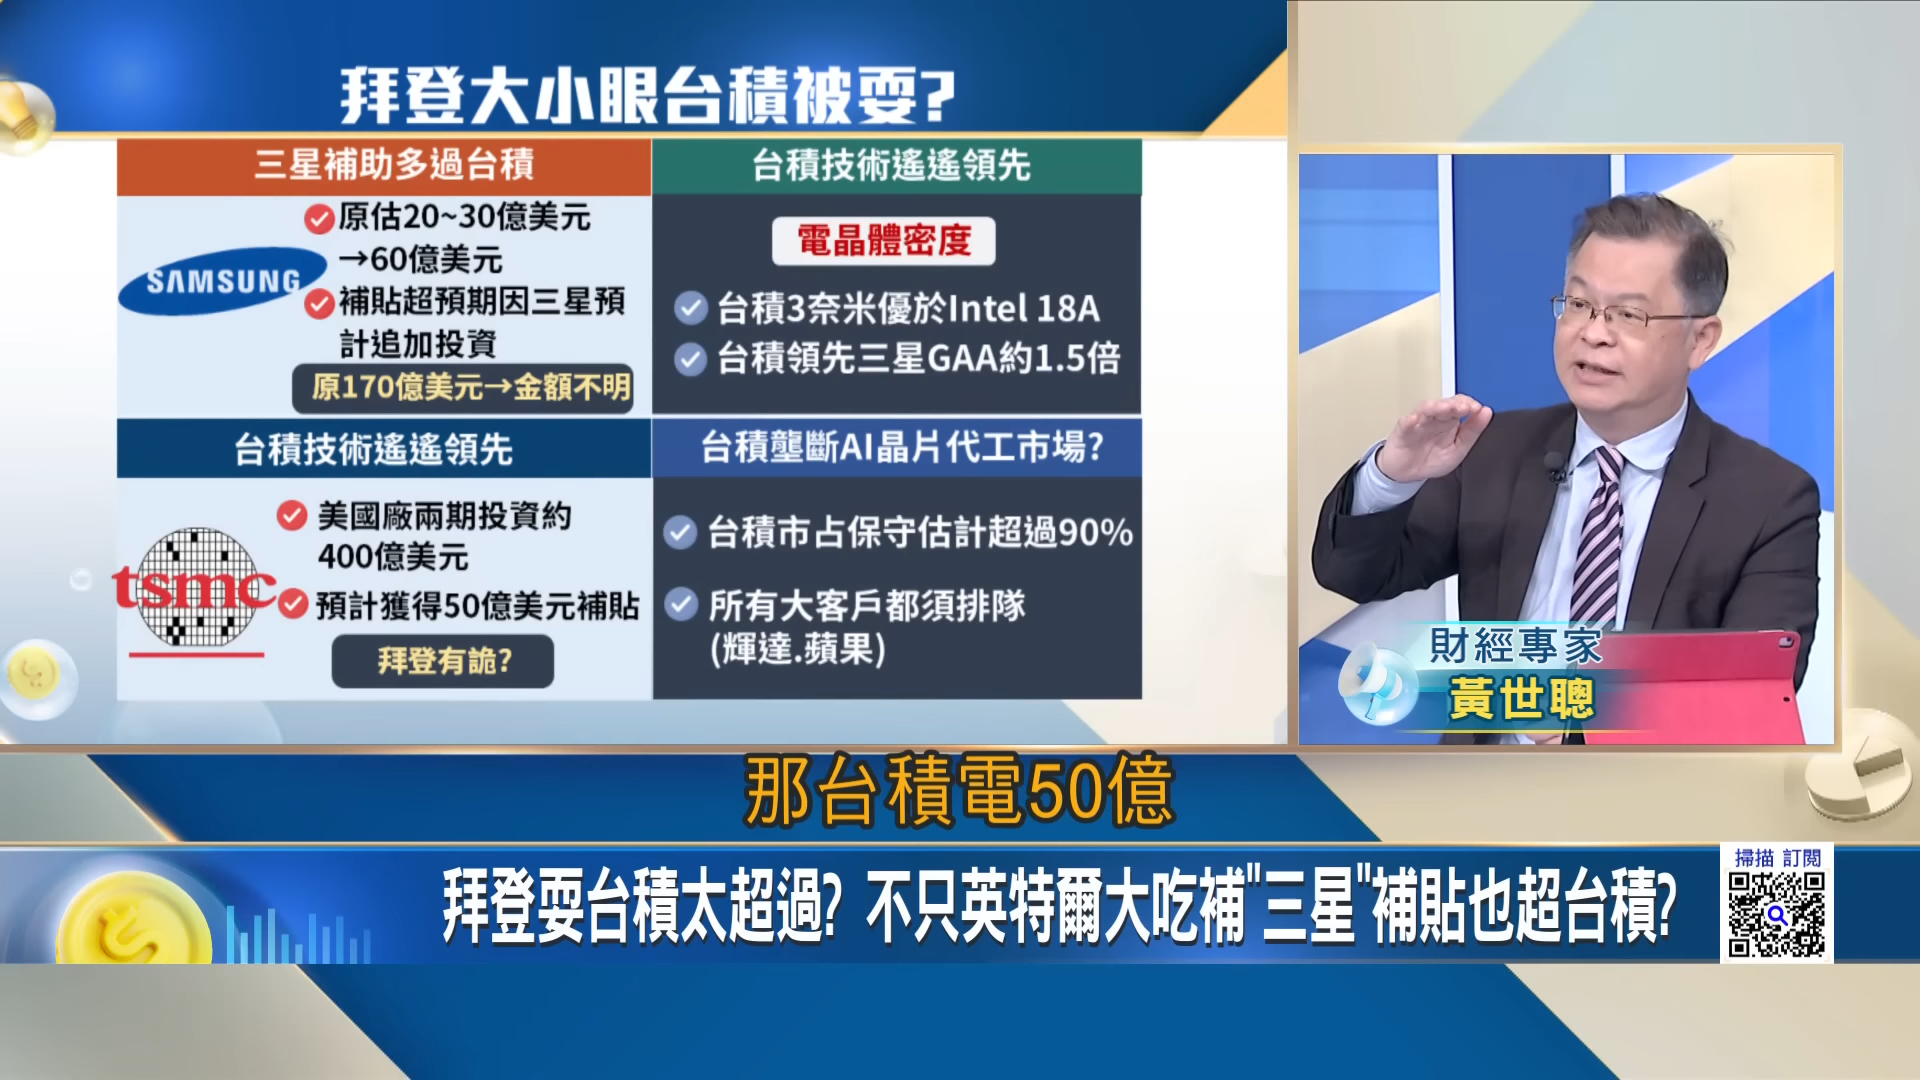 拜登大小眼台積被耍?
三星補助多過台積
SAMSUNG
原估20~30億美元
→60億美元
補貼超預期因三星預
計追加投資
原170億美元→金額不明
台積技術遙遙領先
電晶體密度
台積3奈米優於Intel 18A
台積領先三星GAA約1.5倍
台積技術遙遙領先
tsmc
美國廠兩期投資約
400億美元
預計獲得50億美元補貼
拜登有詭?
台積壟斷AI晶片代工市場?
台積市占保守估計超過90%
所有大客戶都須排隊
(輝達.蘋果)
財經專家
黃世聰
那台積電50億
拜登耍台積太超過? 不只英特爾大吃補"三星"補貼也超台積?
掃描 訂閱